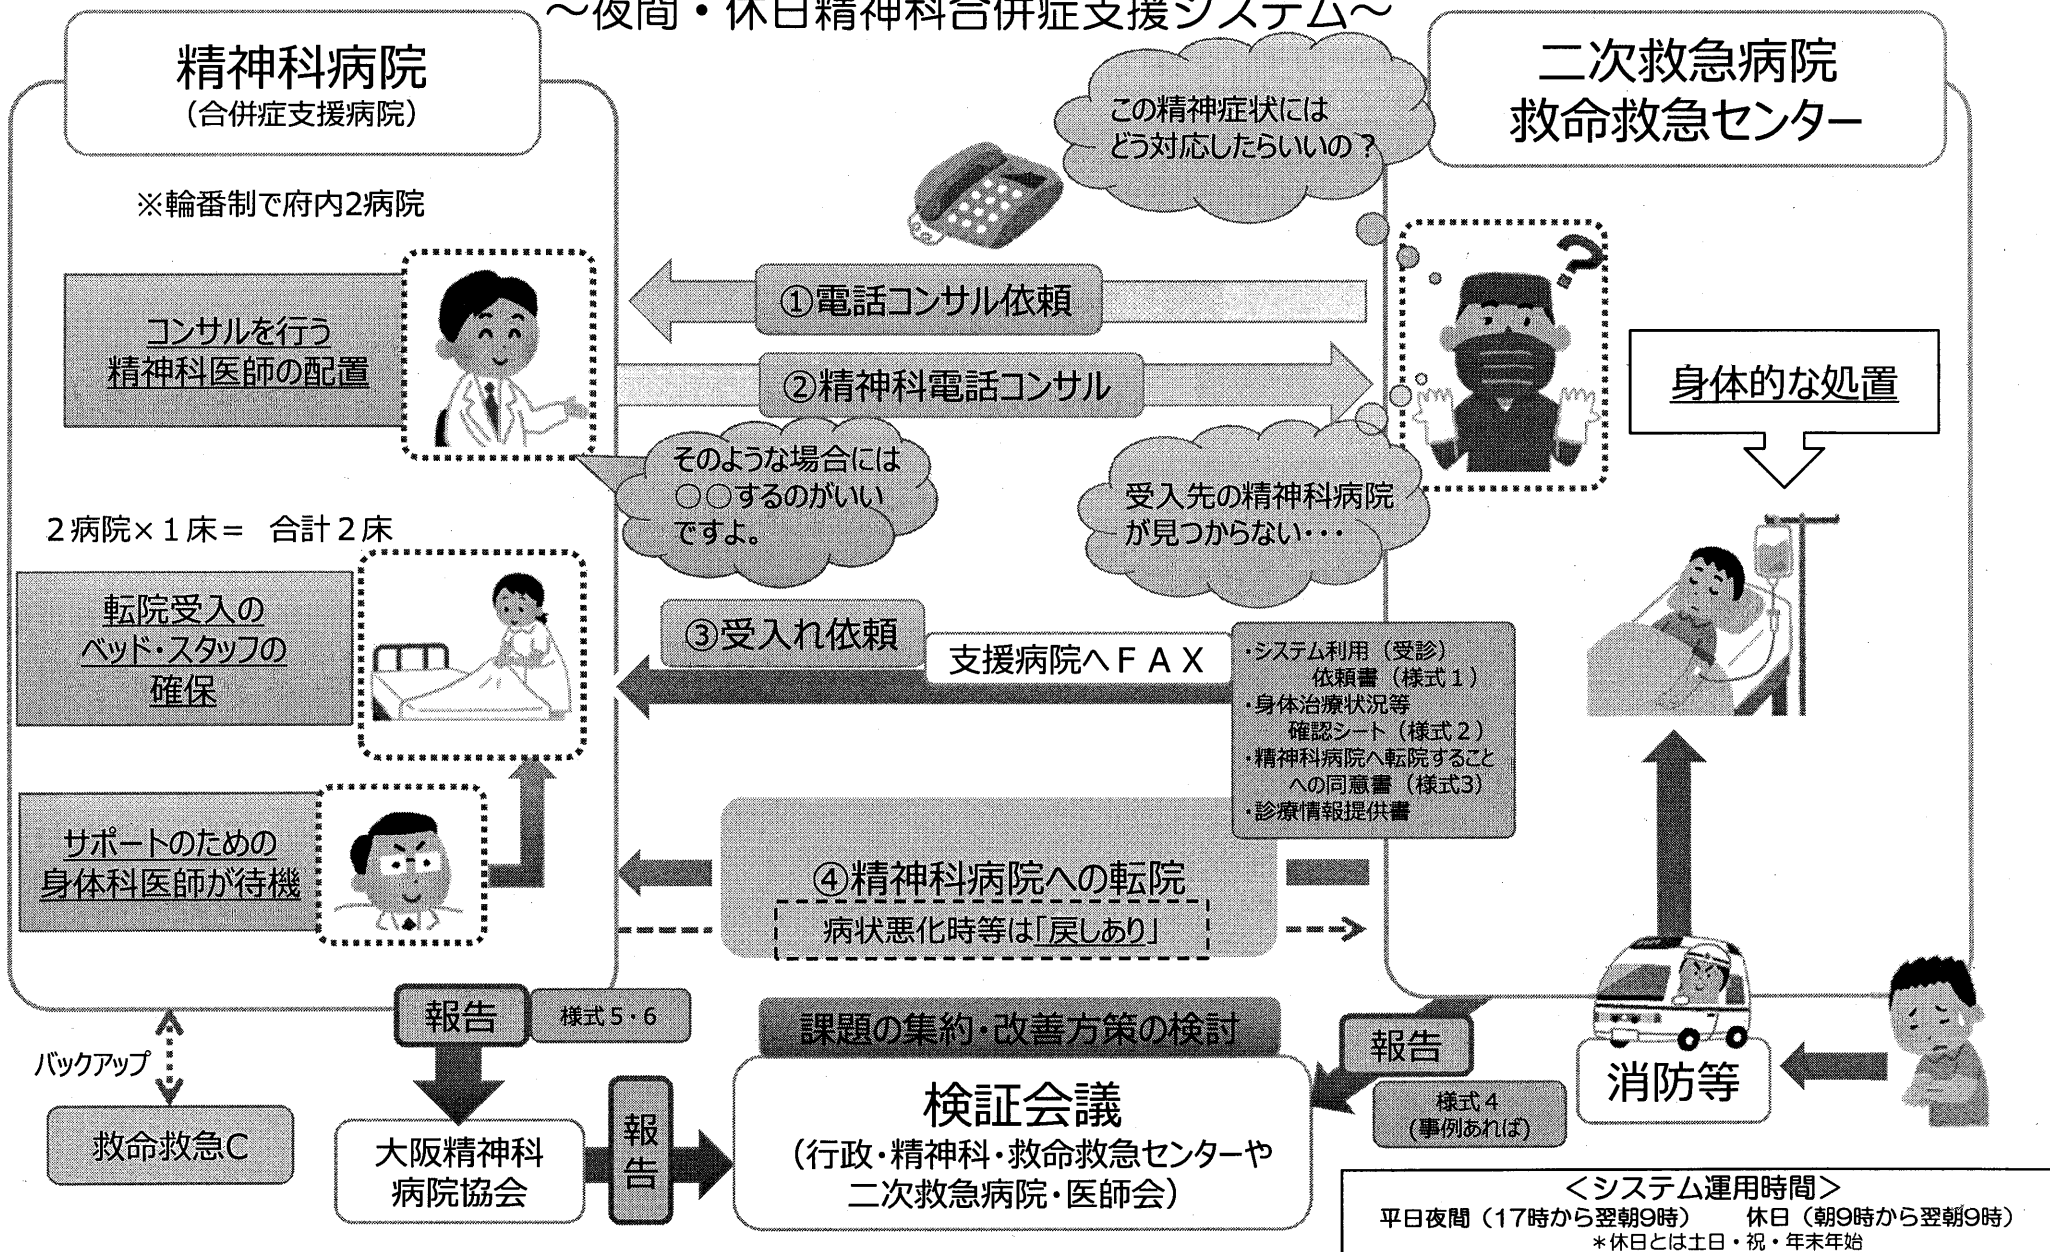 ～夜間・休日精神科合併症支援システム～
精神科病院
（合併症支援病院）
※輪番制で府内2病院
コンサルを行う
精神科医師の配置
２病院×１床＝　合計２床
転院受入の
ベッド・スタッフの
確保
サポートのための
身体科医師が待機
この精神症状には
どう対応したらいいの？
①電話コンサル依頼
②精神科電話コンサル
そのような場合には
○○するのがいい
ですよ。
受入先の精神科病院
が見つからない・・・
③受入れ依頼
支援病院へＦＡＸ
・システム利用（受診）
依頼書（様式１）
・身体治療状況等
確認シート（様式２）
・精神科病院へ転院すること
への同意書（様式3）
・診療情報提供書
④精神科病院への転院
病状悪化時等は「戻しあり」
二次救急病院
救命救急センター
?
身体的な処置
消防等
報告
様式５・６
バックアップ
救命救急C
大阪精神科
病院協会
報告
課題の集約・改善方策の検討
検証会議
（行政・精神科・救命救急センターや
二次救急病院・医師会）
報告
様式４
（事例あれば）
＜システム運用時間＞
平日夜間（17時から翌朝9時）　休日（朝9時から翌朝9時）
＊休日とは土日・祝・年末年始